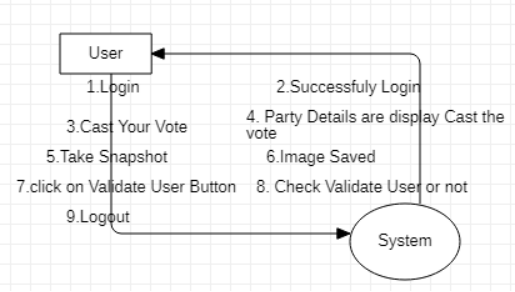 User
1.Login
2.Successfuly Login
3.Cast Your Vote
4. Party Details are display Cast the
vote
5.Take Snapshot
6.Image Saved
7.click on Validate User Button
8. Check Validate User or not
9.Logout
System